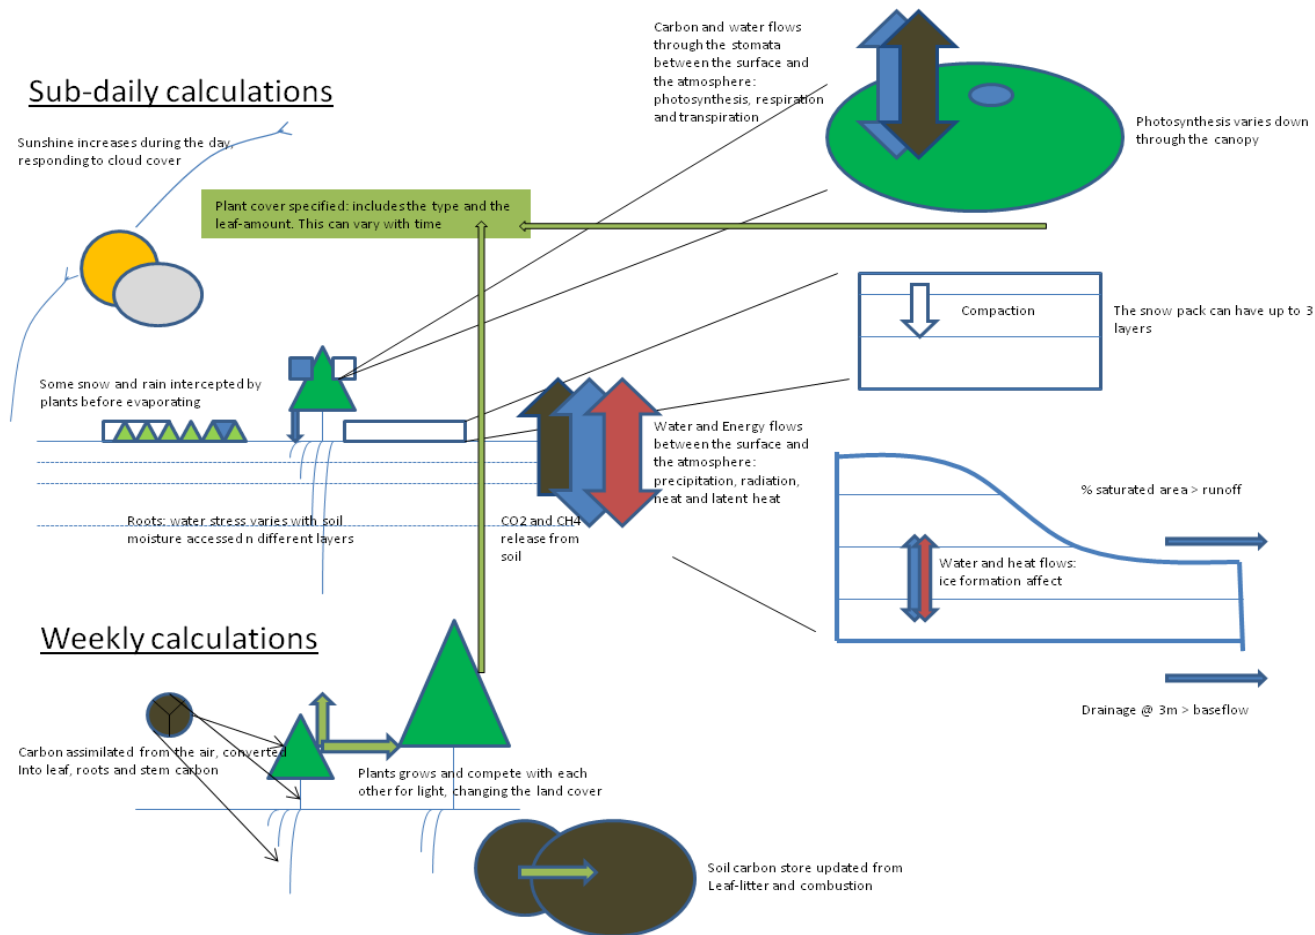 Sub-daily calculations
Sunshine increases during the day,
responding to cloud cover
Carbon and water flows
through the stomata
between the surface and
the atmosphere:
photosynthesis, respiration
and transpiration
Photosynthesis varies down
through the canopy
Plant cover specified: includes the type and the
leaf-amount. This can vary with time
Compaction
The snow pack can have up to 3
layers
Some snow and rain intercepted by
plants before evaporating
Water and Energy flows
between the surface and
the atmosphere:
precipitation, radiation,
heat and latent heat
% saturated area > runoff
Roots: water stress varies with soil
moisture accessed n different layers
CO2 and CH4
release from
soil
Water and heat flows:
ice formation affect
Weekly calculations
Drainage @ 3m > baseflow
Carbon assimilated from the air, converted
Into leaf, roots and stem carbon
Plants grows and compete with each
other for light, changing the land cover
Soil carbon store updated from
Leaf-litter and combustion